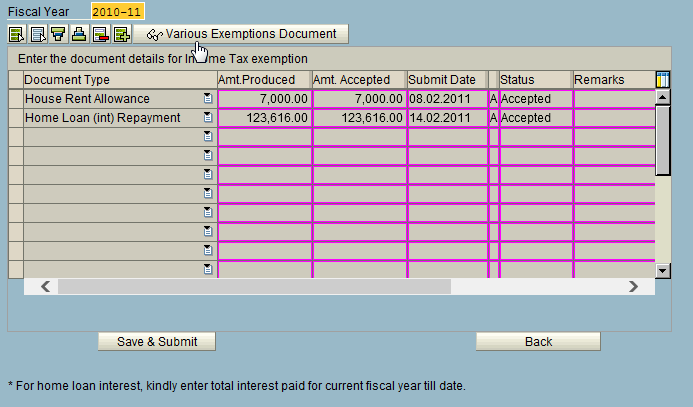 Fiscal Year 2010-11
Various Exemptions Document
Enter the document details for Income Tax exemption
Document Type Amt.Produced Amt. Accepted Submit Date Status Remarks
House Rent Allowance 7,000.00 7,000.00 08.02.2011 A Accepted
Home Loan (int) Repayment 123,616.00 123,616.00 14.02.2011 A Accepted
Save & Submit Back
* For home loan interest, kindly enter total interest paid for current fiscal year till date.